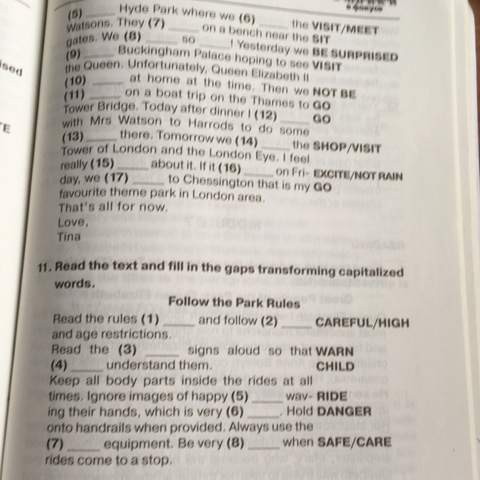 в фокусе
(5) ____ Hyde Park where we (6) ____ the VISIT/MEET
Watsons. They (7) ____ on a bench near the SIT
gates. We (8) ____ so ____! Yesterday we BE SURPRISED
(9) ____ Buckingham Palace hoping to see VISIT
the Queen. Unfortunately, Queen Elizabeth II
(10) ____ at home at the time. Then we NOT BE
(11) ____ on a boat trip on the Thames to GO
Tower Bridge. Today after dinner I (12) ____ GO
with Mrs Watson to Harrods to do some
(13) ____ there. Tomorrow we (14) ____ the SHOP/VISIT
Tower of London and the London Eye. I feel
really (15) ____ about it. If it (16) ____ on Fri- EXCITE/NOT RAIN
day, we (17) ____ to Chessington that is my GO
favourite theme park in London area.
That's all for now.
Love,
Tina
11. Read the text and fill in the gaps transforming capitalized
words.
Follow the Park Rules
Read the rules (1) ____ and follow (2) ____ CAREFUL/HIGH
and age restrictions.
Read the (3) ____ signs aloud so that WARN
(4) ____ understand them. CHILD
Keep all body parts inside the rides at all
times. Ignore images of happy (5) ____ wav- RIDE
ing their hands, which is very (6) ____. Hold DANGER
onto handrails when provided. Always use the
(7) ____ equipment. Be very (8) ____ when SAFE/CARE
rides come to a stop.